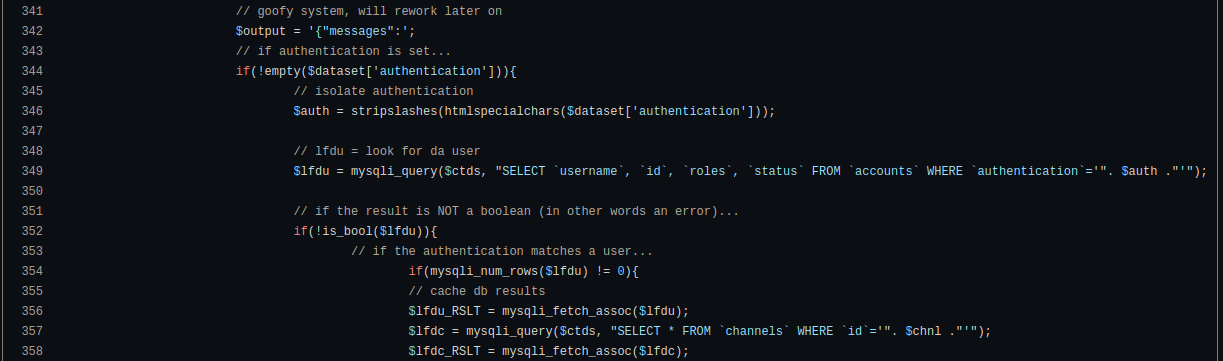 341 // goofy system, will rework later on
342 $output = '{"messages":';
343 // if authentication is set...
344 if(!empty($dataset['authentication'])){
345 // isolate authentication
346 $auth = stripslashes(htmlspecialchars($dataset['authentication']));
347
348 // lfdu = look for da user
349 $lfdu = mysqli_query($ctds, "SELECT `username`, `id`, `roles`, `status` FROM `accounts` WHERE `authentication`='". $auth ."'");
350
351 // if the result is NOT a boolean (in other words an error)...
352 if(!is_bool($lfdu)){
353 // if the authentication matches a user...
354 if(mysqli_num_rows($lfdu) != 0){
355 // cache db results
356 $lfdu_RSLT = mysqli_fetch_assoc($lfdu);
357 $lfdc = mysqli_query($ctds, "SELECT * FROM `channels` WHERE `id`='". $chnl ."'");
358 $lfdc_RSLT = mysqli_fetch_assoc($lfdc);